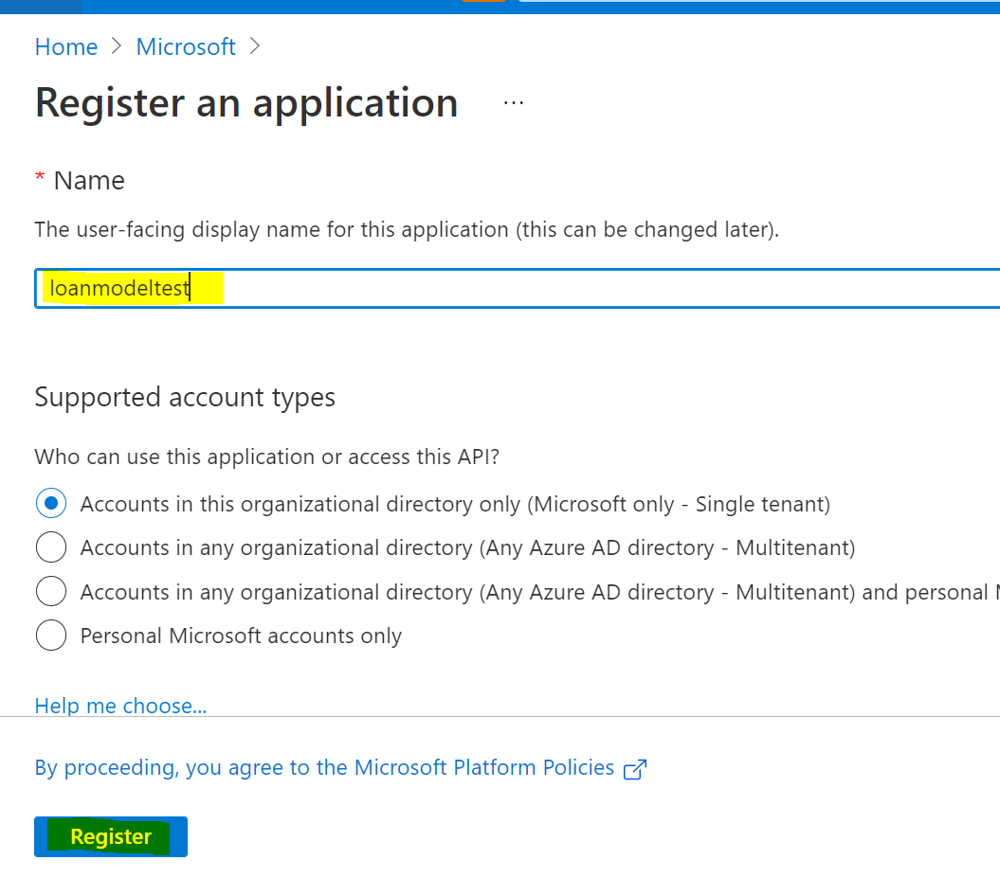 Home > Microsoft >
Register an application ...
* Name
The user-facing display name for this application (this can be changed later).
loanmodeltest
Supported account types
Who can use this application or access this API?
Accounts in this organizational directory only (Microsoft only - Single tenant)
Accounts in any organizational directory (Any Azure AD directory - Multitenant)
Accounts in any organizational directory (Any Azure AD directory - Multitenant) and personal
Personal Microsoft accounts only
Help me choose...
By proceeding, you agree to the Microsoft Platform Policies
Register